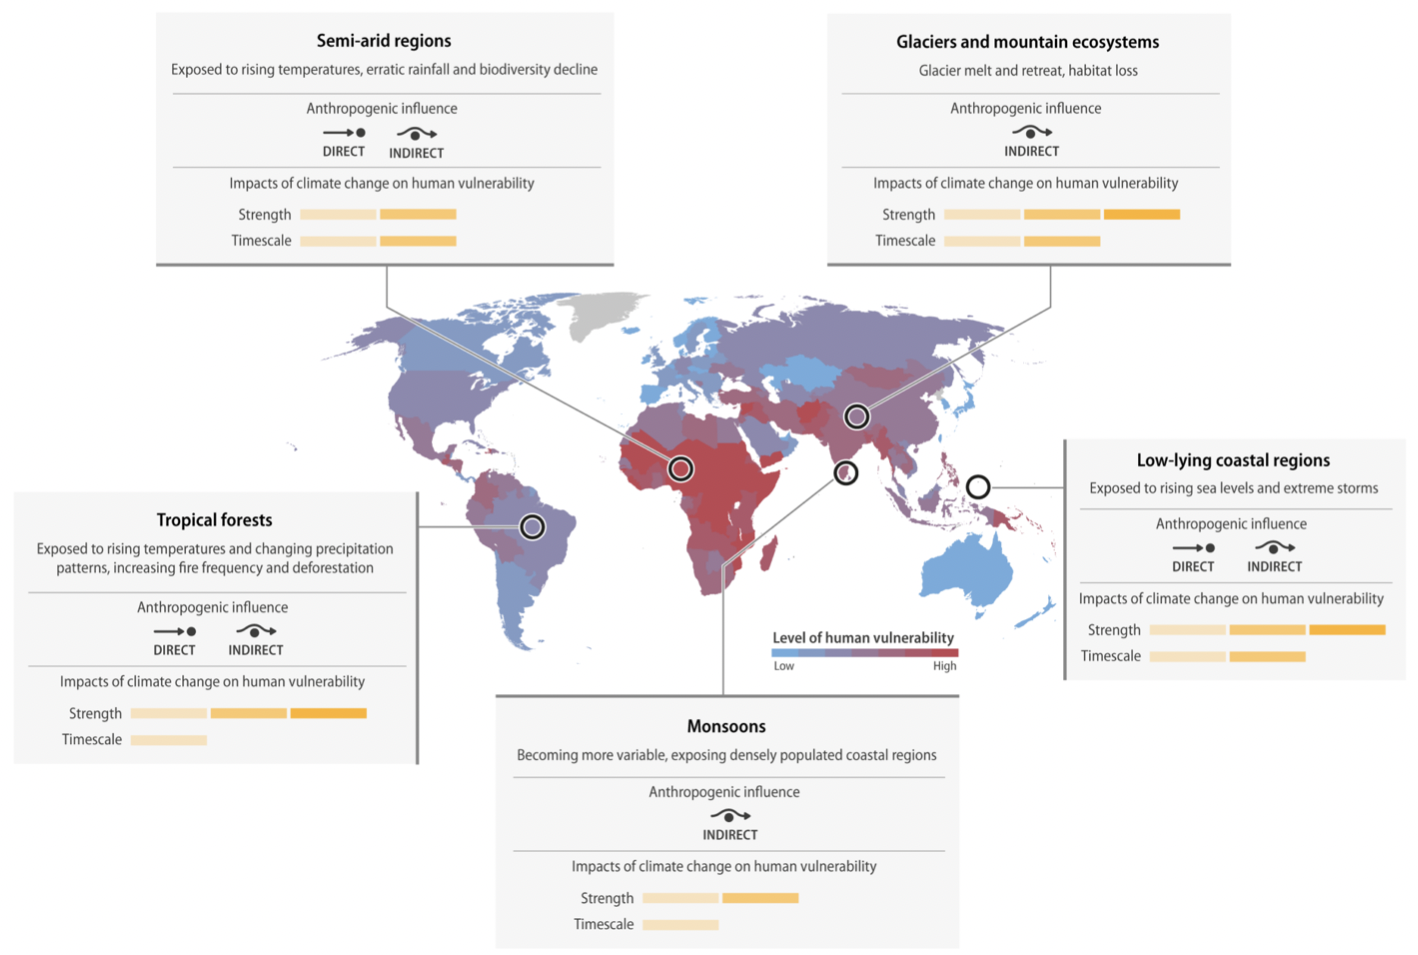 Semi-arid regions
Exposed to rising temperatures, erratic rainfall and biodiversity decline
Anthropogenic influence
DIRECT INDIRECT
Impacts of climate change on human vulnerability
Strength
Timescale
Glaciers and mountain ecosystems
Glacier melt and retreat, habitat loss
Anthropogenic influence
INDIRECT
Impacts of climate change on human vulnerability
Strength
Timescale
Low-lying coastal regions
Exposed to rising sea levels and extreme storms
Anthropogenic influence
DIRECT INDIRECT
Impacts of climate change on human vulnerability
Strength
Timescale
Tropical forests
Exposed to rising temperatures and changing precipitation
patterns, increasing fire frequency and deforestation
Anthropogenic influence
DIRECT INDIRECT
Impacts of climate change on human vulnerability
Strength
Timescale
Level of human vulnerability
Low High
Monsoons
Becoming more variable, exposing densely populated coastal regions
Anthropogenic influence
INDIRECT
Impacts of climate change on human vulnerability
Strength
Timescale